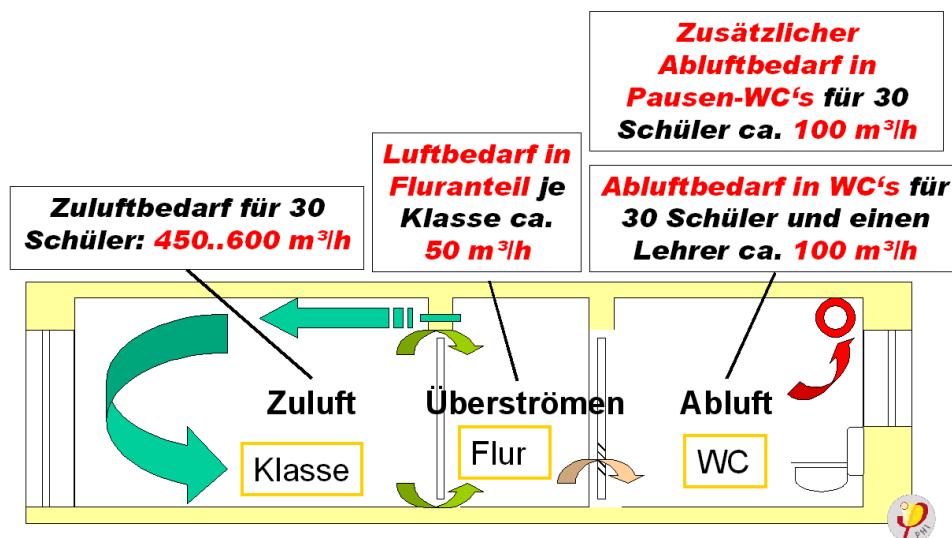 Zusätzlicher
Abluftbedarf in
Pausen-WC‘s für 30
Schüler ca. 100 m³/h
Luftbedarf in
Fluranteil je
Klasse ca.
50 m³/h
Abluftbedarf in WC‘s für
30 Schüler und einen
Lehrer ca. 100 m³/h
Zuluftbedarf für 30
Schüler: 450..600 m³/h
Zuluft
Überströmen
Abluft
Klasse
Flur
WC
PHI